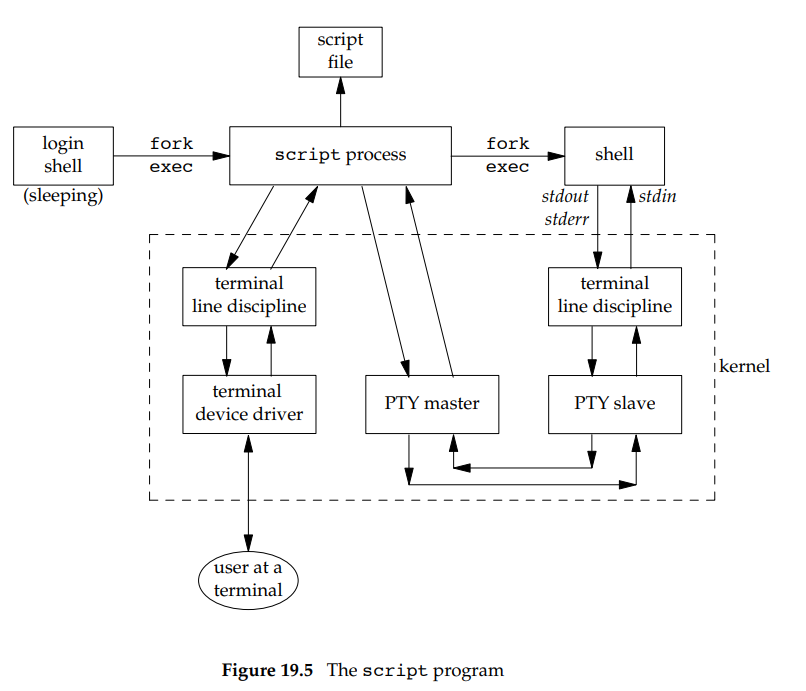 script
file
login
shell
(sleeping)
fork
exec
script process
fork
exec
shell
stdout
stderr
stdin
terminal
line discipline
terminal
line discipline
kernel
terminal
device driver
PTY master
PTY slave
user at a
terminal
Figure 19.5 The script program